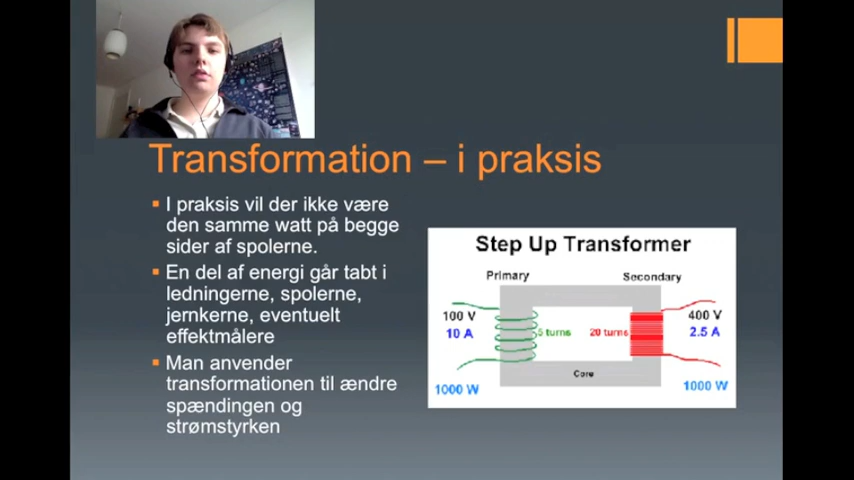 Transformation – i praksis
I praksis vil der ikke være
den samme watt på begge
sider af spolerne.
En del af energi går tabt i
ledningerne, spolerne,
jernkerne, eventuelt
effektmålere
Man anvender
transformationen til ændre
spændingen og
strømstyrken
Step Up Transformer
Primary
Secondary
100 V
10 A
5 turns
20 turns
400 V
2.5 A
Core
1000 W
1000 W